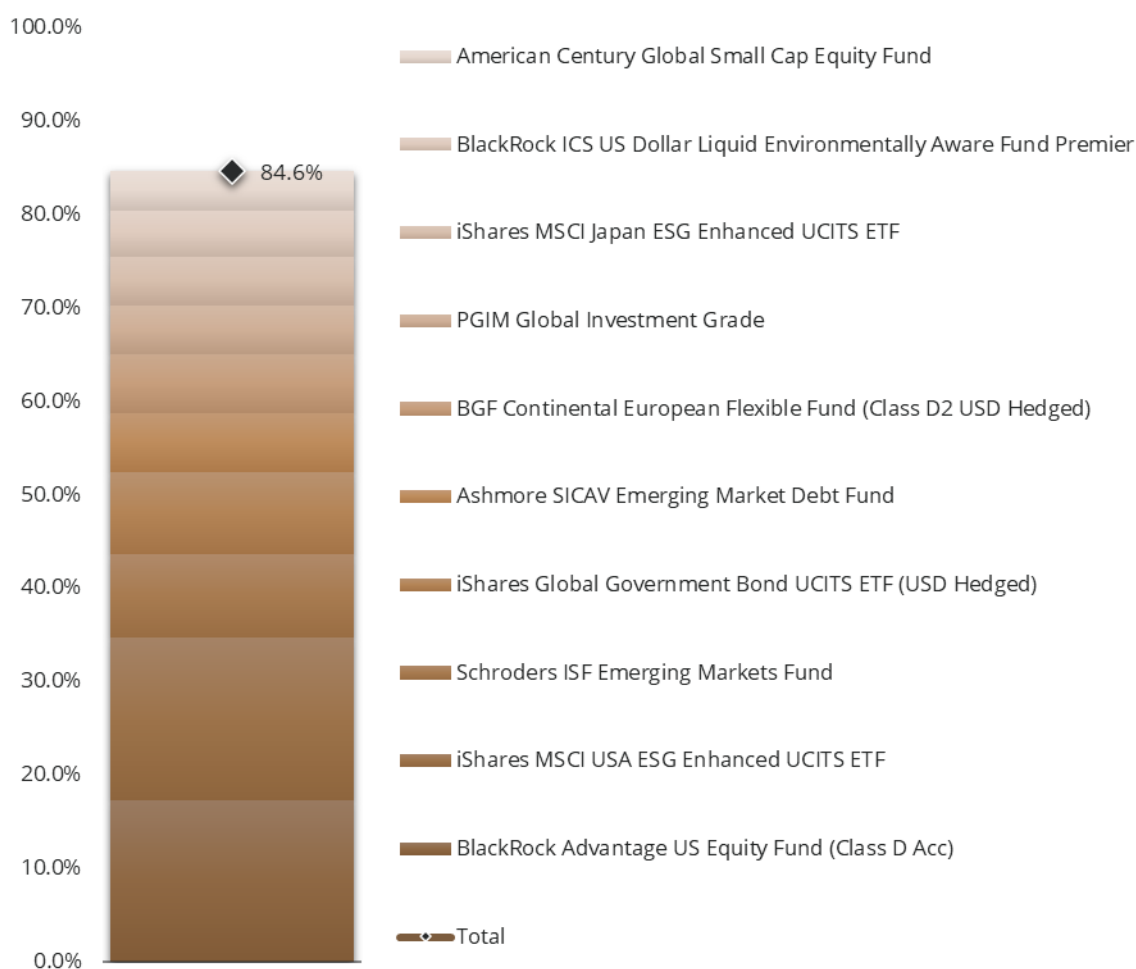 100.0%
90.0%
80.0%
70.0%
60.0%
50.0%
40.0%
30.0%
20.0%
10.0%
0.0%
84.6%
American Century Global Small Cap Equity Fund
BlackRock ICS US Dollar Liquid Environmentally Aware Fund Premier
iShares MSCI Japan ESG Enhanced UCITS ETF
PGIM Global Investment Grade
BGF Continental European Flexible Fund (Class D2 USD Hedged)
Ashmore SICAV Emerging Market Debt Fund
iShares Global Government Bond UCITS ETF (USD Hedged)
Schroders ISF Emerging Markets Fund
iShares MSCI USA ESG Enhanced UCITS ETF
BlackRock Advantage US Equity Fund (Class D Acc)
Total